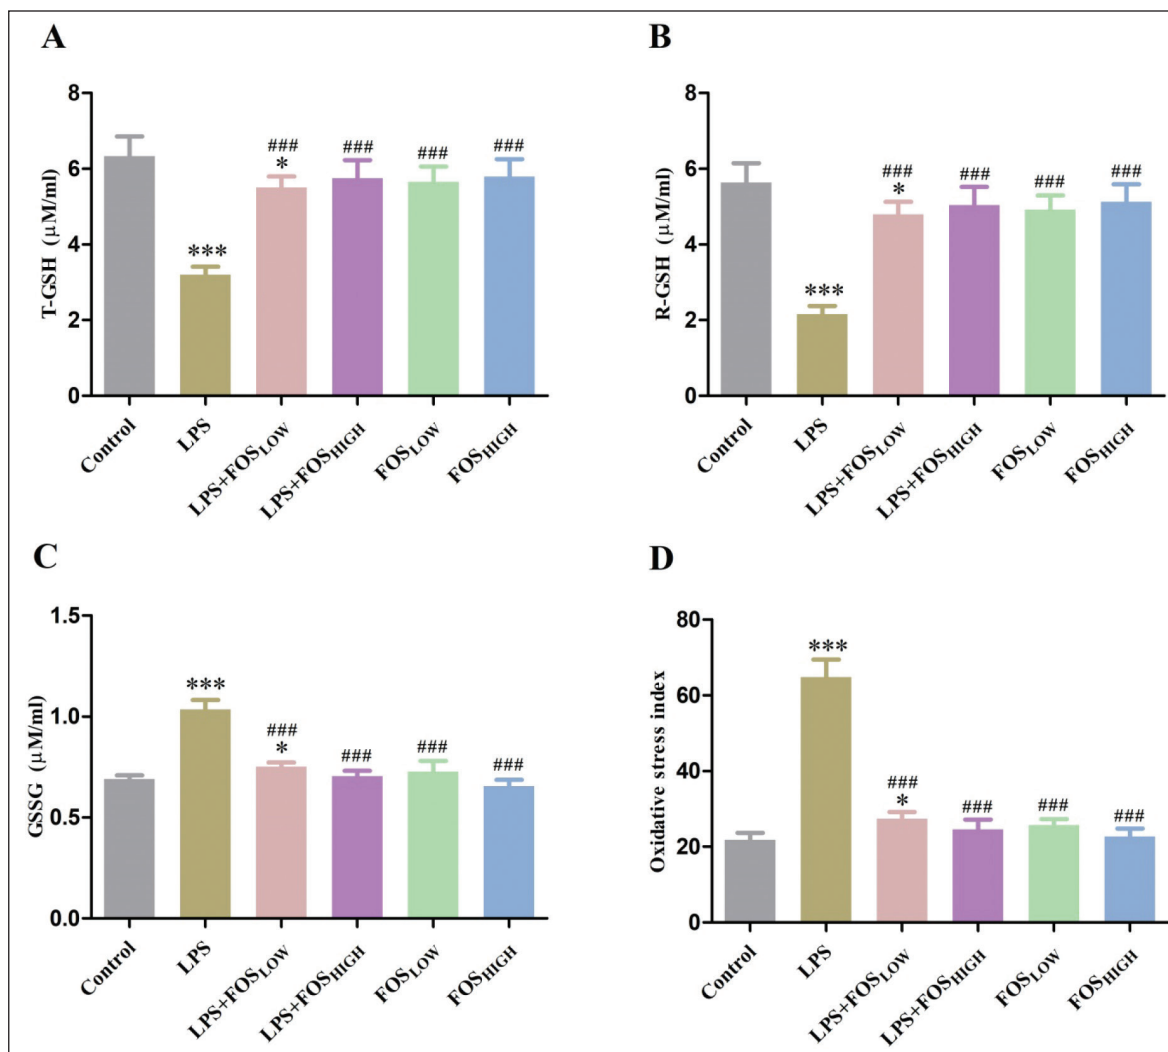 A
T-GSH (µM/ml)
8
6
4
2
0
***
###
*
###
###
###
Control
LPS
LPS+FOSLOW
LPS+FOSHIGH
FOSLOW
FOSHIGH
B
R-GSH (µM/ml)
8
6
4
2
0
***
###
*
###
###
###
Control
LPS
LPS+FOSLOW
LPS+FOSHIGH
FOSLOW
FOSHIGH
C
GSSG (µM/ml)
1.5
1.0
0.5
0.0
***
###
*
###
###
###
Control
LPS
LPS+FOSLOW
LPS+FOSHIGH
FOSLOW
FOSHIGH
D
Oxidative stress index
80
60
40
20
0
***
###
*
###
###
###
Control
LPS
LPS+FOSLOW
LPS+FOSHIGH
FOSLOW
FOSHIGH